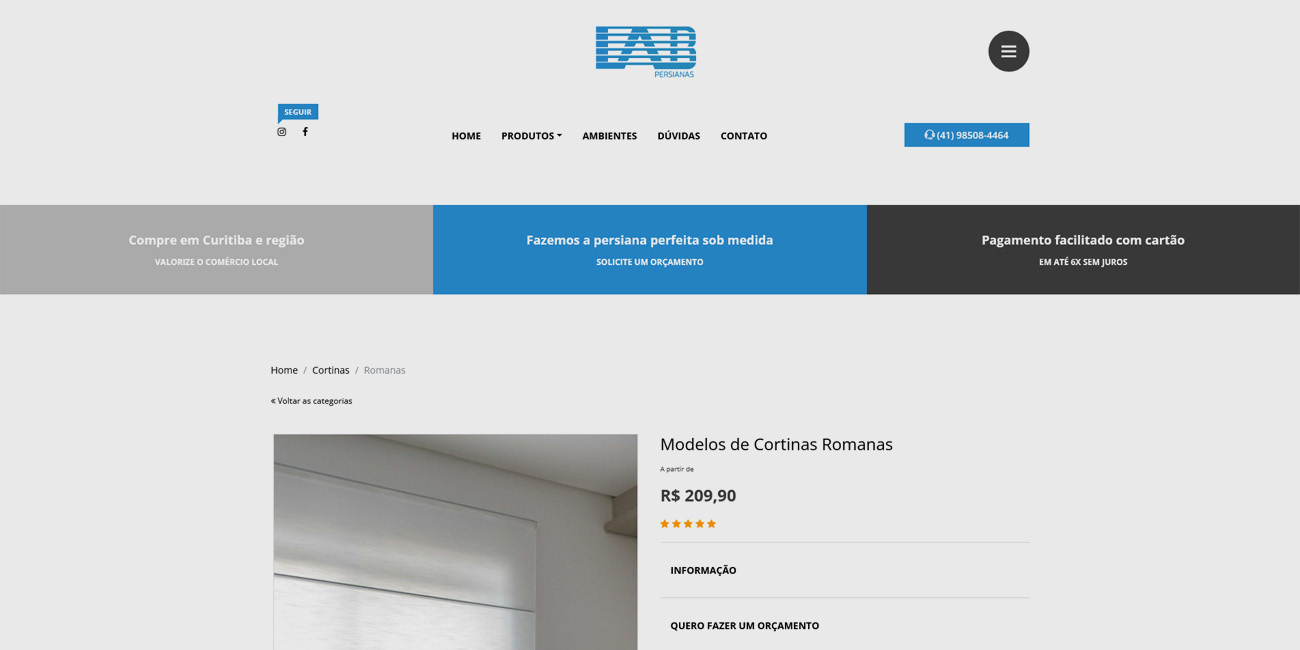 FAB
PERSIANAS
SEGUIR
HOME PRODUTOS AMBIENTES DÚVIDAS CONTATO
(41) 98508-4464
Compre em Curitiba e região
VALORIZE O COMÉRCIO LOCAL
Fazemos a persiana perfeita sob medida
SOLICITE UM ORÇAMENTO
Pagamento facilitado com cartão
EM ATÉ 6X SEM JUROS
Home / Cortinas / Romanas
« Voltar as categorias
Modelos de Cortinas Romanas
A partir de
R$ 209,90
INFORMAÇÃO
QUERO FAZER UM ORÇAMENTO